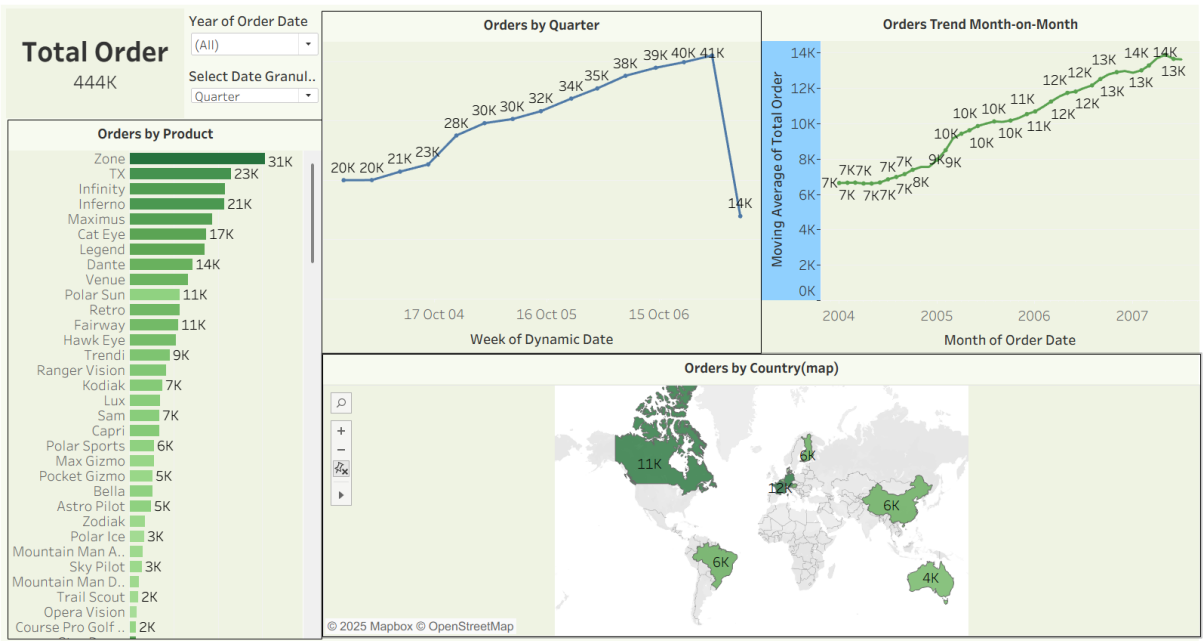 Total Order
444K
Year of Order Date
(All)
Select Date Granul..
Quarter
Orders by Product
Zone 31K
TX 23K
Infinity
Inferno 21K
Maximus
Cat Eye 17K
Legend
Dante 14K
Venue
Polar Sun 11K
Retro
Fairway 11K
Hawk Eye
Trendi 9K
Ranger Vision
Kodiak 7K
Lux
Sam 7K
Capri
Polar Sports 6K
Max Gizmo
Pocket Gizmo 5K
Bella
Astro Pilot 5K
Zodiak
Polar Ice 3K
Mountain Man A..
Sky Pilot 3K
Mountain Man D..
Trail Scout 2K
Opera Vision
Course Pro Golf .. 2K
Orders by Quarter
20K 20K 21K 23K 28K 30K 30K 32K 34K 35K 38K 39K 40K 41K
14K
17 Oct 04 16 Oct 05 15 Oct 06
Week of Dynamic Date
Orders Trend Month-on-Month
Moving Average of Total Order
14K
12K
10K
8K
6K
4K
2K
0K
7K 7K 7K 7K 7K 7K 7K 7K 7K 8K 9K 10K 9K 10K 10K 10K 10K 11K 11K 12K 12K 12K 12K 13K 13K 14K 13K 14K 13K
2004 2005 2006 2007
Month of Order Date
Orders by Country(map)
11K
6K
12K
6K
6K
4K
© 2025 Mapbox © OpenStreetMap